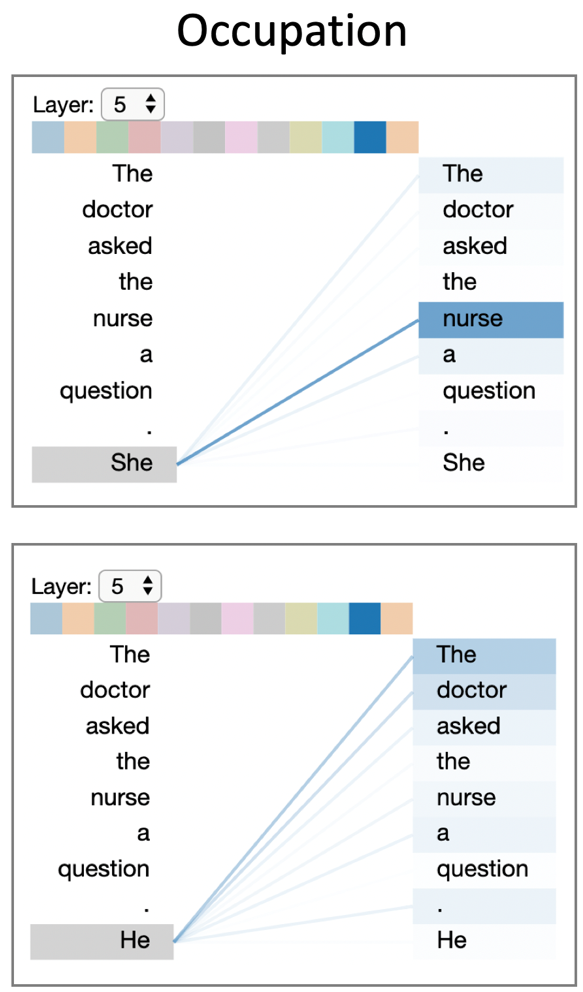 Occupation
Layer: 5
The The
doctor doctor
asked asked
the the
nurse nurse
a a
question question
. .
She She
Layer: 5
The The
doctor doctor
asked asked
the the
nurse nurse
a a
question question
. .
He He